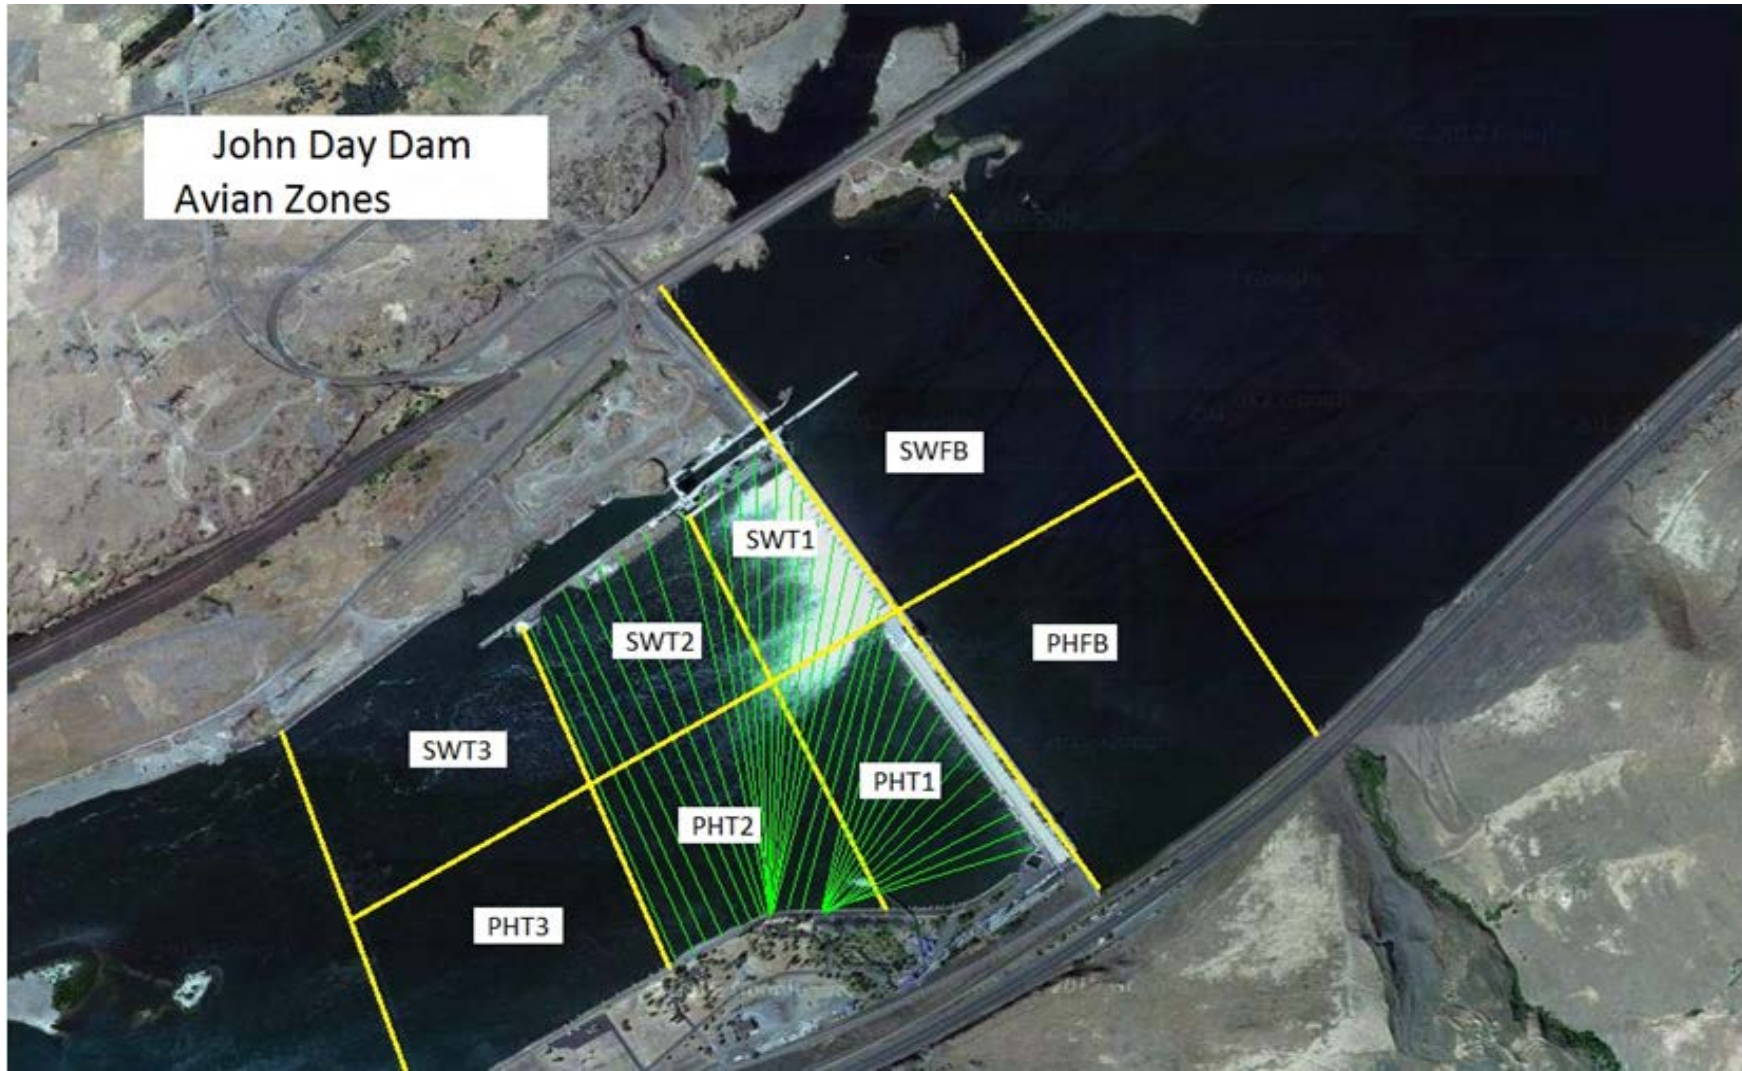 John Day Dam
Avian Zones
SWFB
SWT1
SWT2
PHFB
SWT3
PHT1
PHT2
PHT3